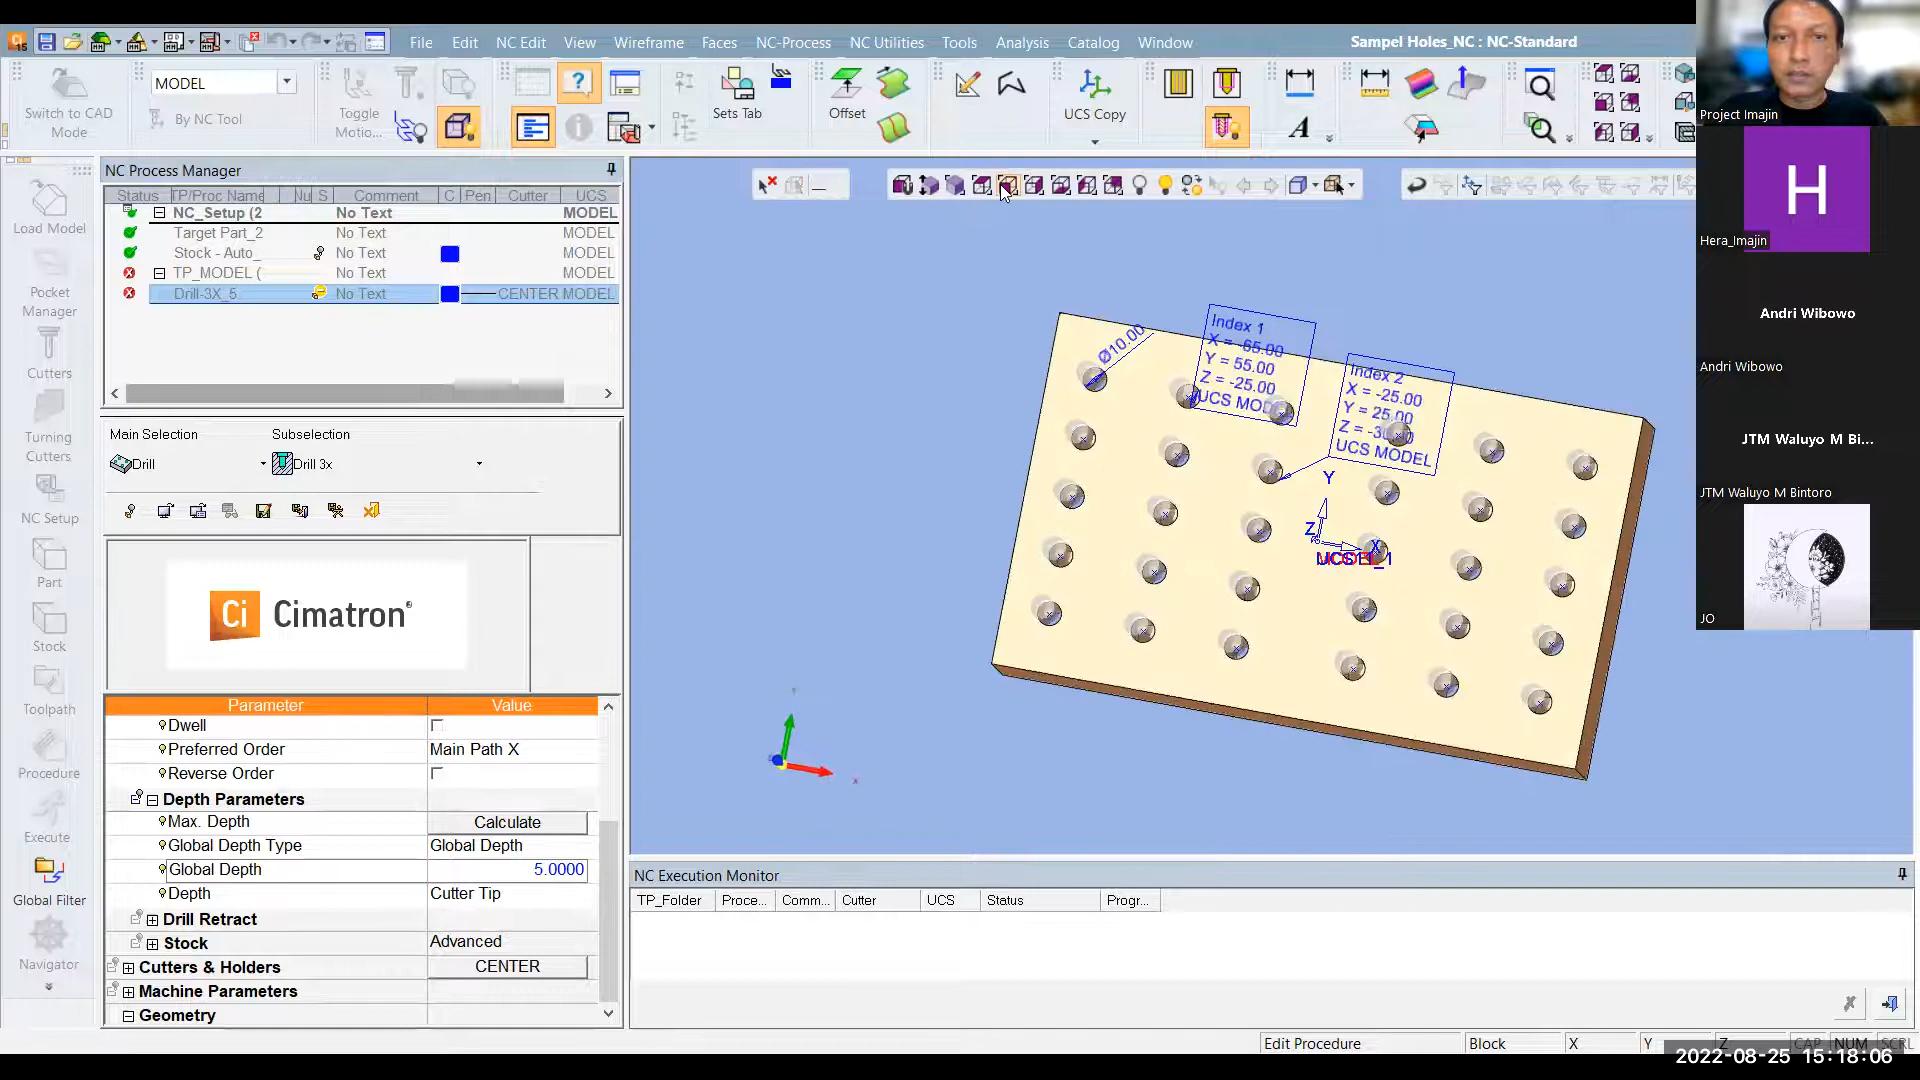 15
File Edit NC Edit View Wireframe Faces NC-Process NC Utilities Tools Analysis Catalog Window
Sampel Holes_NC : NC-Standard
Switch to CAD
Mode...
MODEL
By NC Tool
Toggle
Motio...
Sets Tab
Offset
UCS Copy
NC Process Manager
Status TP/Proc Name Nu S Comment C Pen Cutter UCS
NC_Setup (2 No Text MODEL
Target Part_2 No Text MODEL
Stock - Auto_ No Text MODEL
TP_MODEL ( No Text MODEL
Drill-3X_5 No Text CENTER MODEL
Load Model
Pocket
Manager
Cutters
Turning
Cutters
NC Setup
Part
Stock
Toolpath
Procedure
Execute
Global Filter
Navigator
Main Selection Subselection
Drill Drill 3x
Ci Cimatron®
Parameter Value
Dwell
Preferred Order Main Path X
Reverse Order
Depth Parameters
Max. Depth Calculate
Global Depth Type Global Depth
Global Depth 5.0000
Depth Cutter Tip
Drill Retract
Stock Advanced
Cutters & Holders CENTER
Machine Parameters
Geometry
Ø10.00
Index 1
X = -65.00
Y = 55.00
Z = -25.00
Index 2
X = -25.00
Y = 25.00
UCS MODEL
Y
Z
X
NC Execution Monitor
TP_Folder Proce... Comm... Cutter UCS Status Progr...
Edit Procedure Block X Y Z CAP NUM SCRL
2022-08-25 15:18:06
Project Imajin
H
Hera_Imajin
Andri Wibowo
Andri Wibowo
JTM Waluyo M Bi...
JTM Waluyo M Bintoro
JO